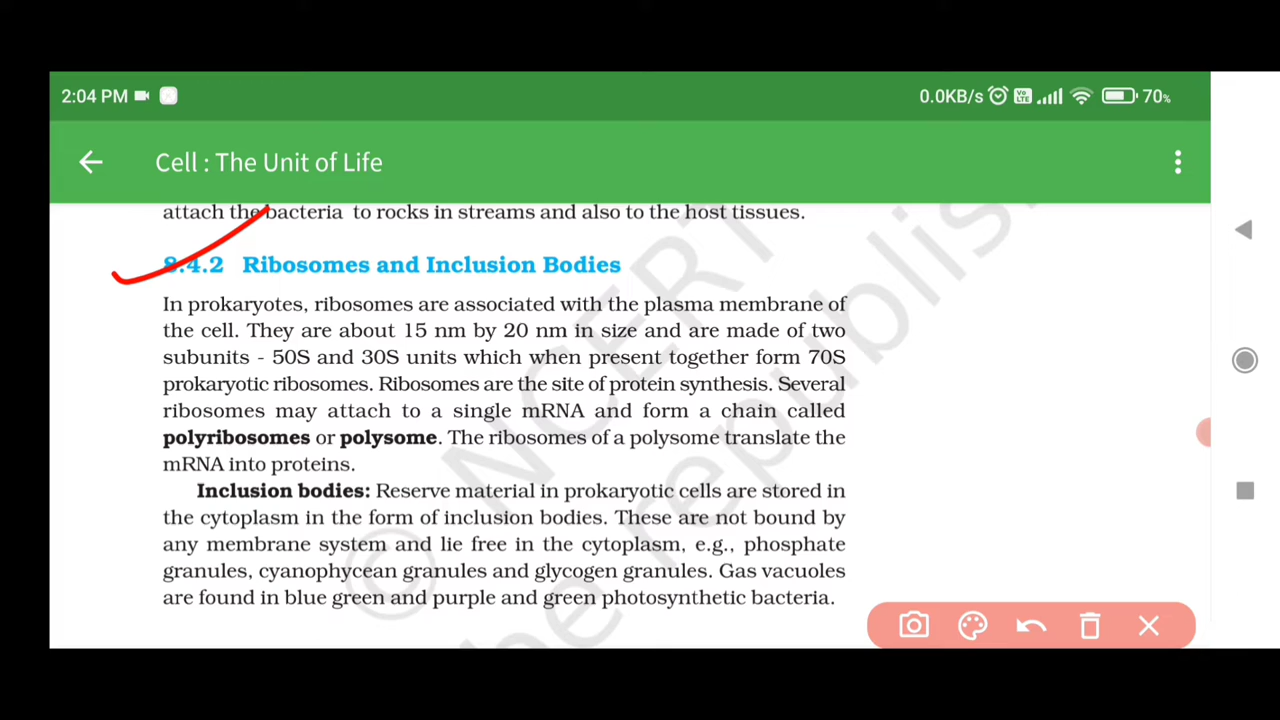 2:04 PM
0.0KB/s Vo LTE 70%
Cell : The Unit of Life
attach the bacteria to rocks in streams and also to the host tissues.
8.4.2 Ribosomes and Inclusion Bodies
In prokaryotes, ribosomes are associated with the plasma membrane of
the cell. They are about 15 nm by 20 nm in size and are made of two
subunits - 50S and 30S units which when present together form 70S
prokaryotic ribosomes. Ribosomes are the site of protein synthesis. Several
ribosomes may attach to a single mRNA and form a chain called
polyribosomes or polysome. The ribosomes of a polysome translate the
mRNA into proteins.
Inclusion bodies: Reserve material in prokaryotic cells are stored in
the cytoplasm in the form of inclusion bodies. These are not bound by
any membrane system and lie free in the cytoplasm, e.g., phosphate
granules, cyanophycean granules and glycogen granules. Gas vacuoles
are found in blue green and purple and green photosynthetic bacteria.
© NCERT
be republis